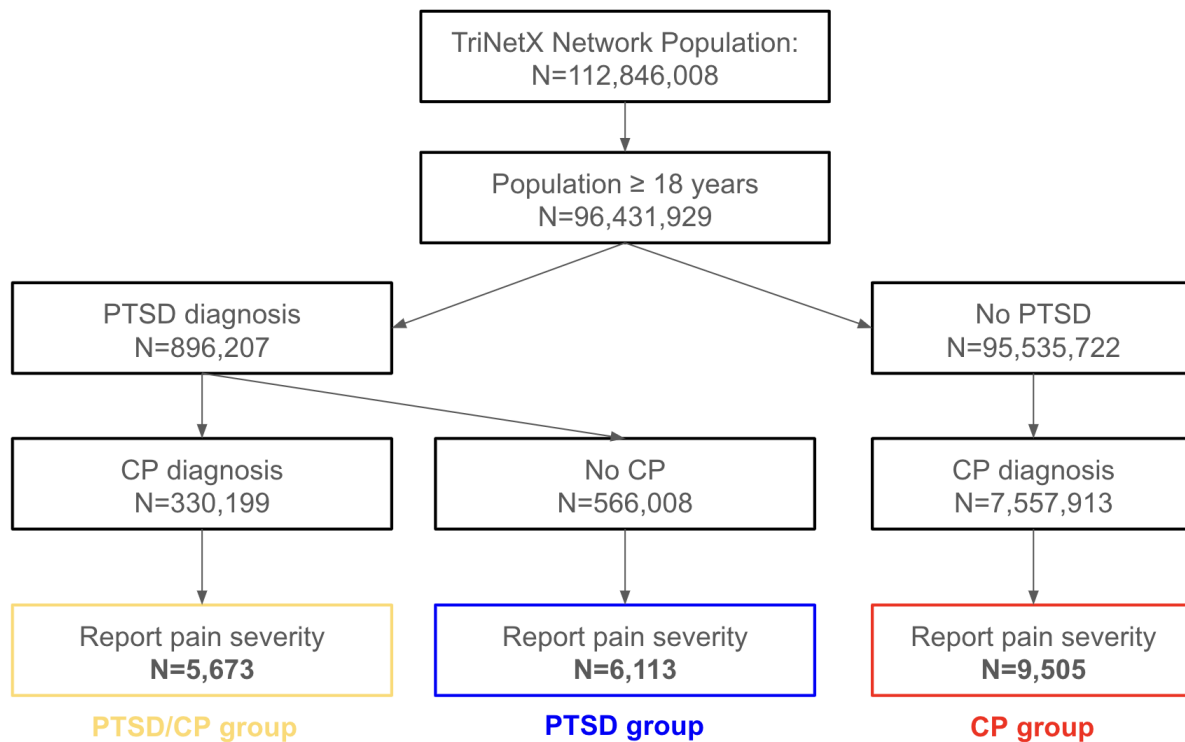 TriNetX Network Population:
N=112,846,008
Population ≥ 18 years
N=96,431,929
PTSD diagnosis
N=896,207
No PTSD
N=95,535,722
CP diagnosis
N=330,199
No CP
N=566,008
CP diagnosis
N=7,557,913
Report pain severity
N=5,673
Report pain severity
N=6,113
Report pain severity
N=9,505
PTSD/CP group
PTSD group
CP group